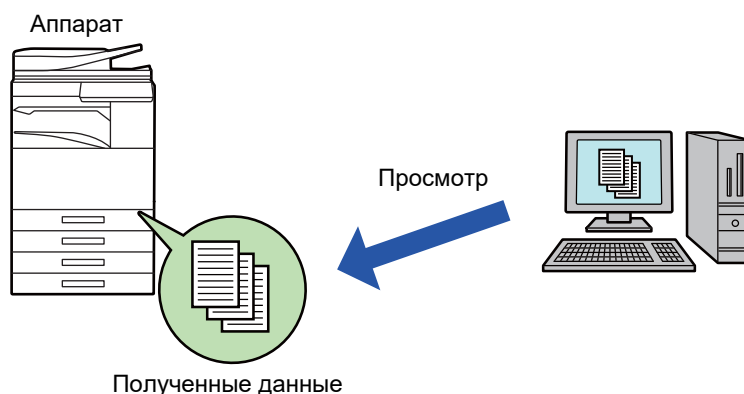 Аппарат
Просмотр
Полученные данные